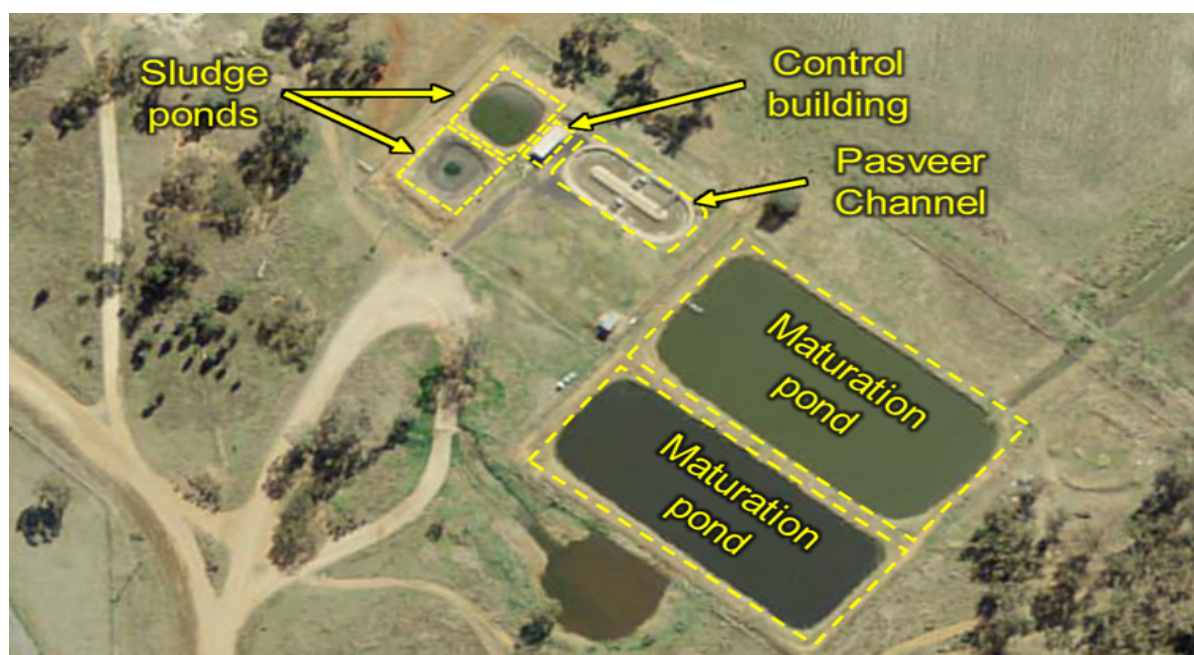 Sludge
ponds
Control
building
Pasveer
Channel
Maturation
pond
Maturation
pond